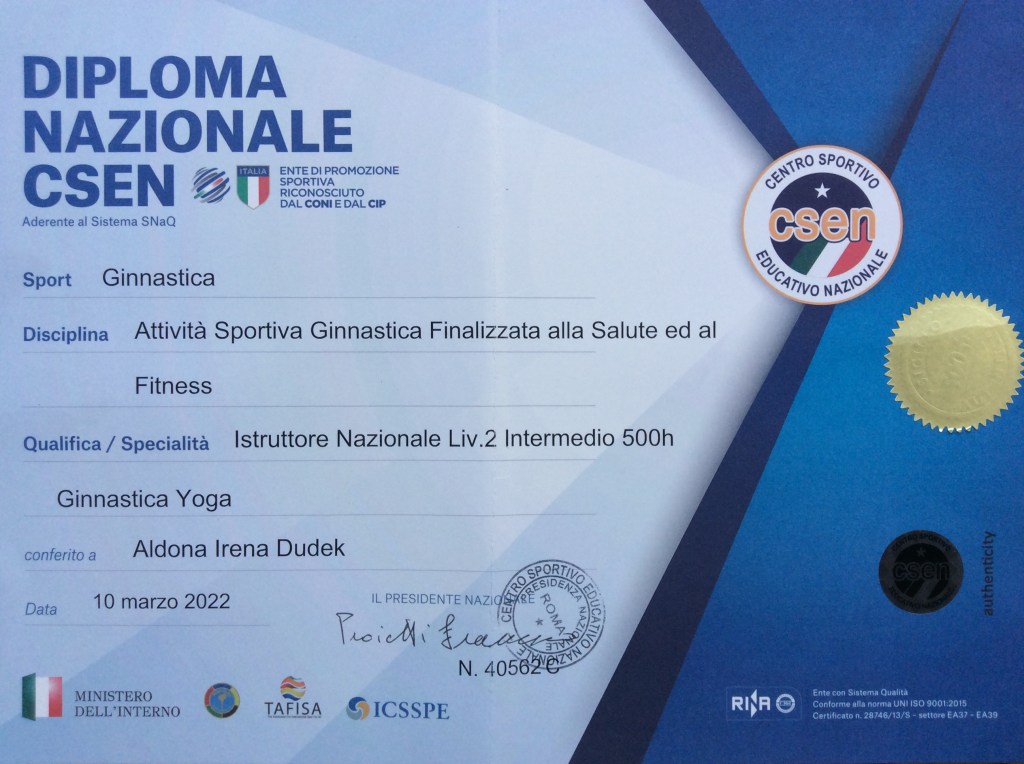 DIPLOMA
NAZIONALE
CSEN
ITALIA
ENTE DI PROMOZIONE
SPORTIVA
RICONOSCIUTO
DAL CONI E DAL CIP
Aderente al Sistema SNaQ
CENTRO SPORTIVO
csen
EDUCATIVO NAZIONALE
Sport Ginnastica
Disciplina Attività Sportiva Ginnastica Finalizzata alla Salute ed al
Fitness
Qualifica / Specialità Istruttore Nazionale Liv.2 Intermedio 500h
Ginnastica Yoga
conferito a Aldona Irena Dudek
Data 10 marzo 2022
IL PRESIDENTE NAZIONALE
CENTRO SPORTIVO EDUCATIVO NAZIONALE
PRESIDENZA NAZIONALE
ROMA
N. 40562 C
csen
authenticity
MINISTERO
DELL'INTERNO
TAFISA
ICSSPE
RINA
Ente con Sistema Qualità
Conforme alla norma UNI ISO 9001:2015
Certificato n. 28746/13/S - settore EA37 - EA39